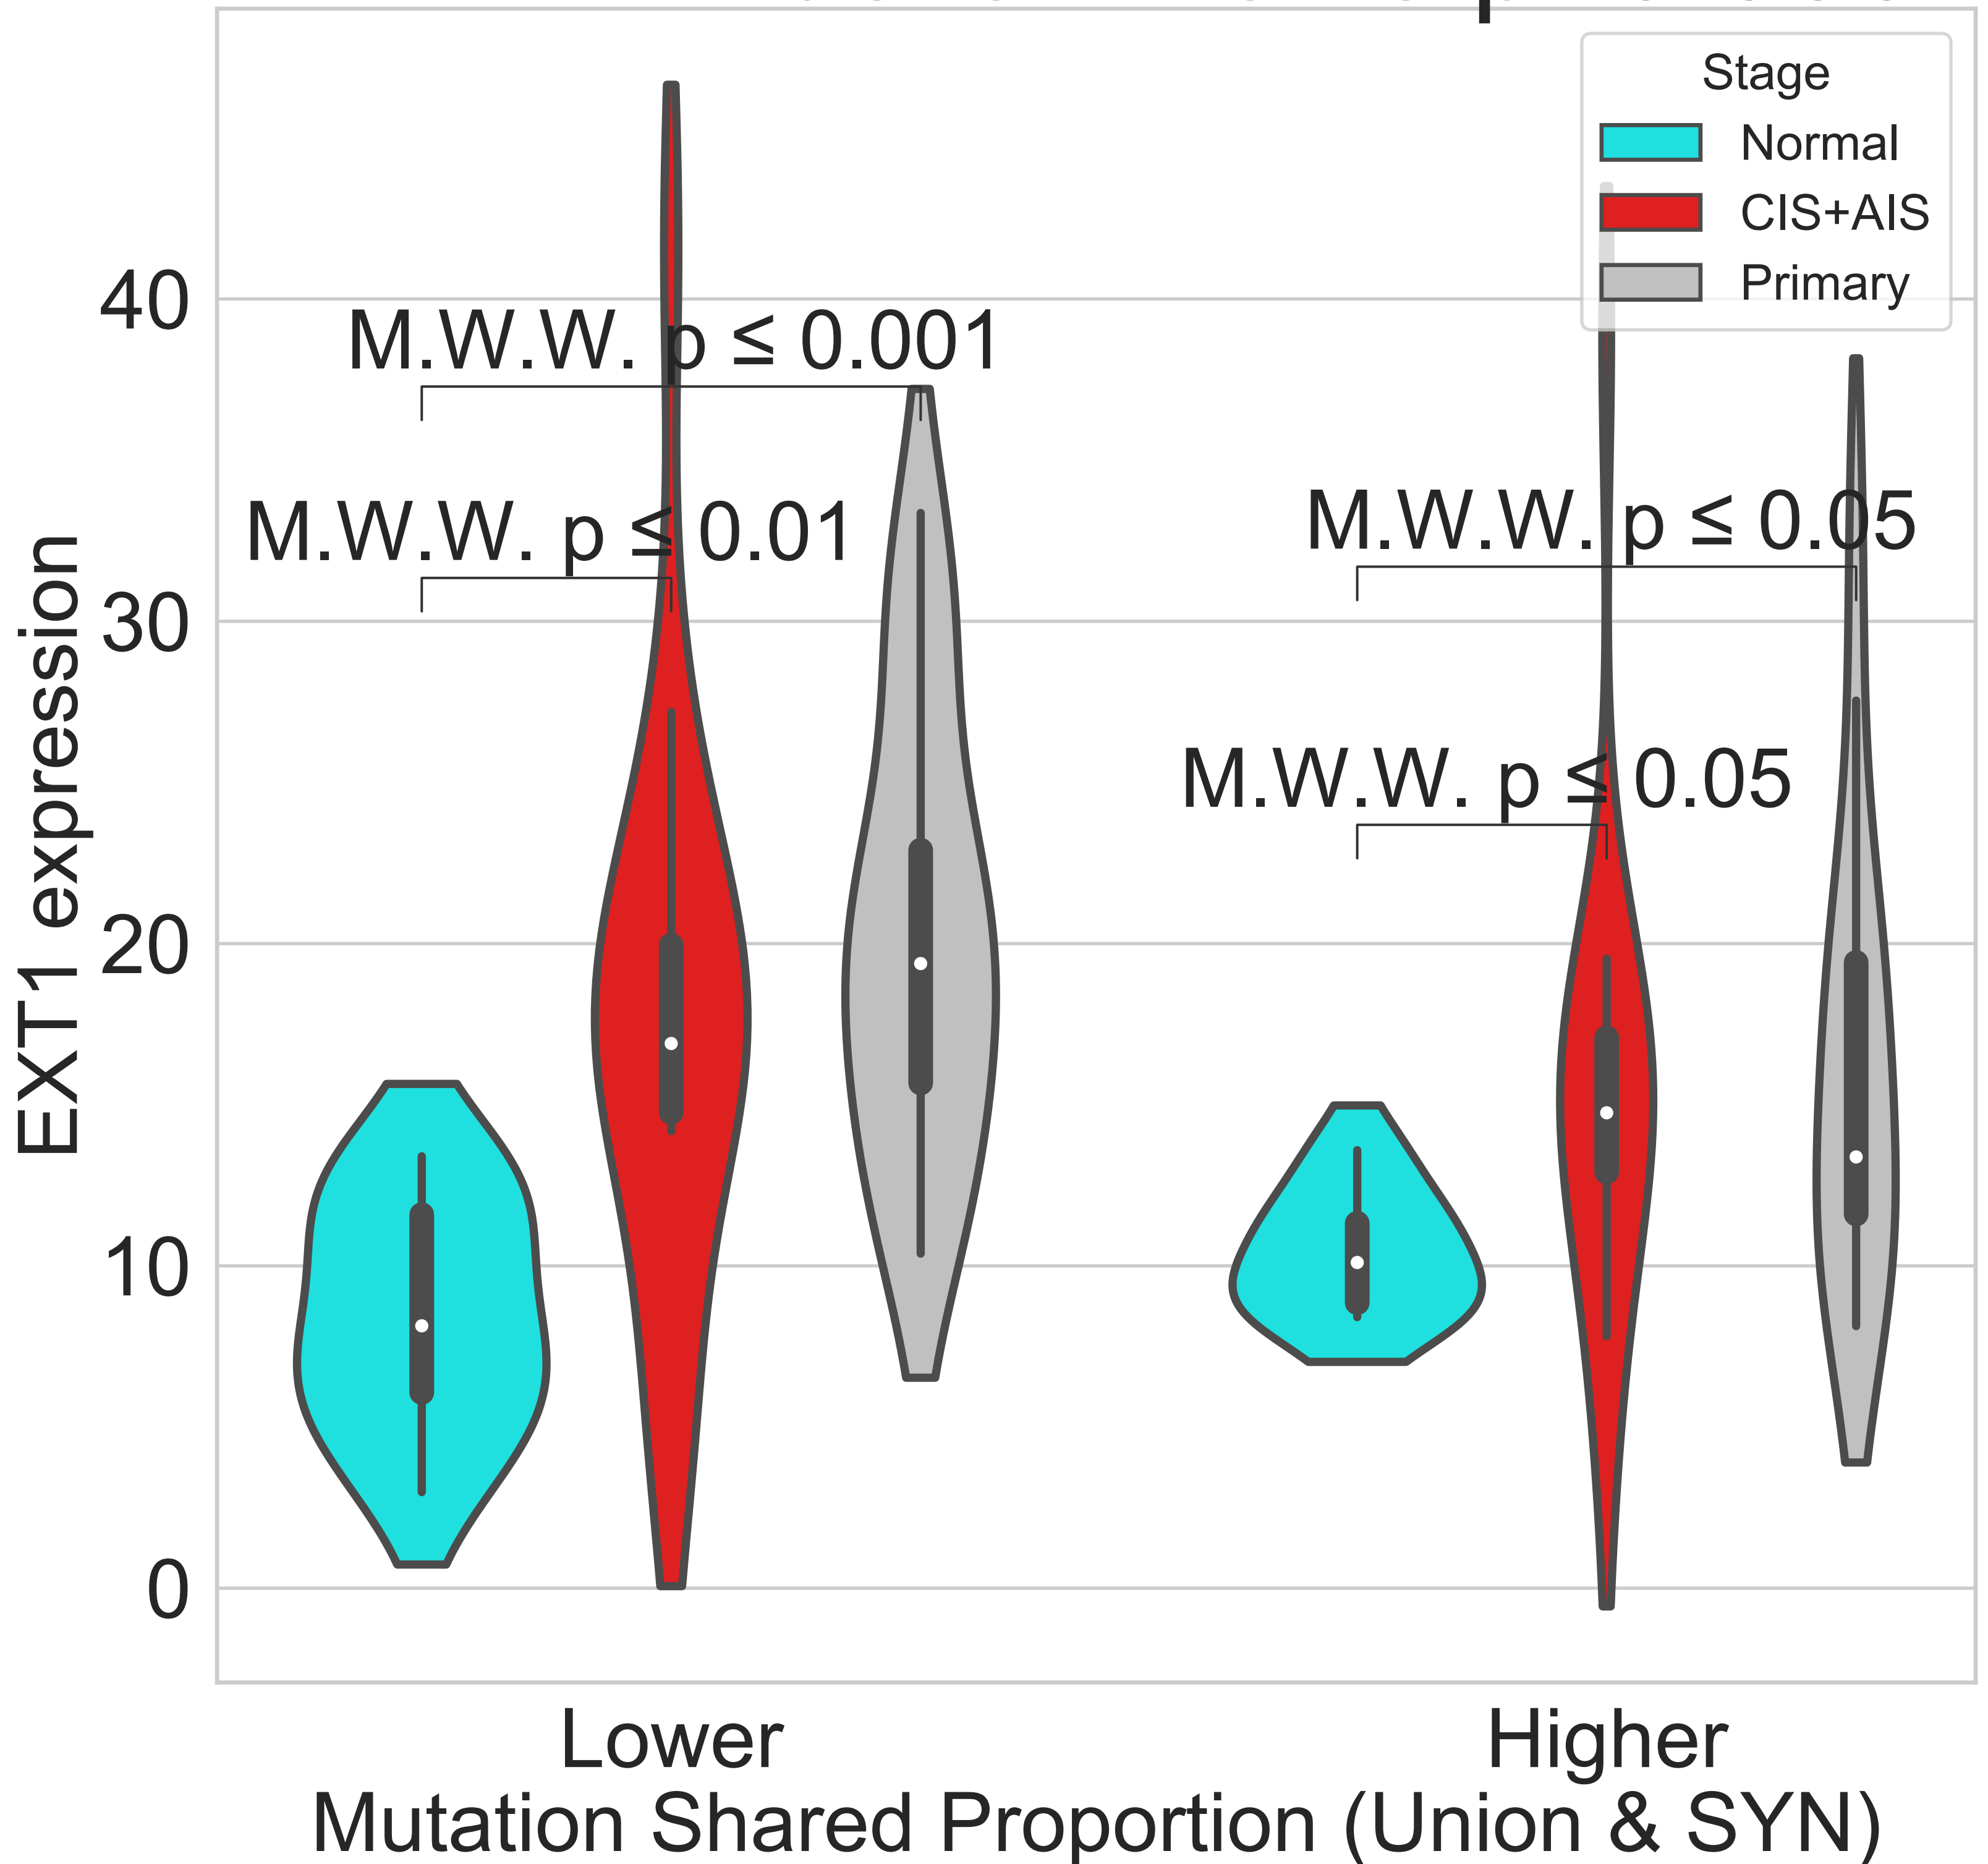 Stage
Normal
CIS+AIS
Primary
40
30
20
10
0
EXT1 expression
M.W.W. p ≤ 0.001
M.W.W. p ≤ 0.01
M.W.W. p ≤ 0.05
M.W.W. p ≤ 0.05
Lower
Higher
Mutation Shared Proportion (Union & SYN)